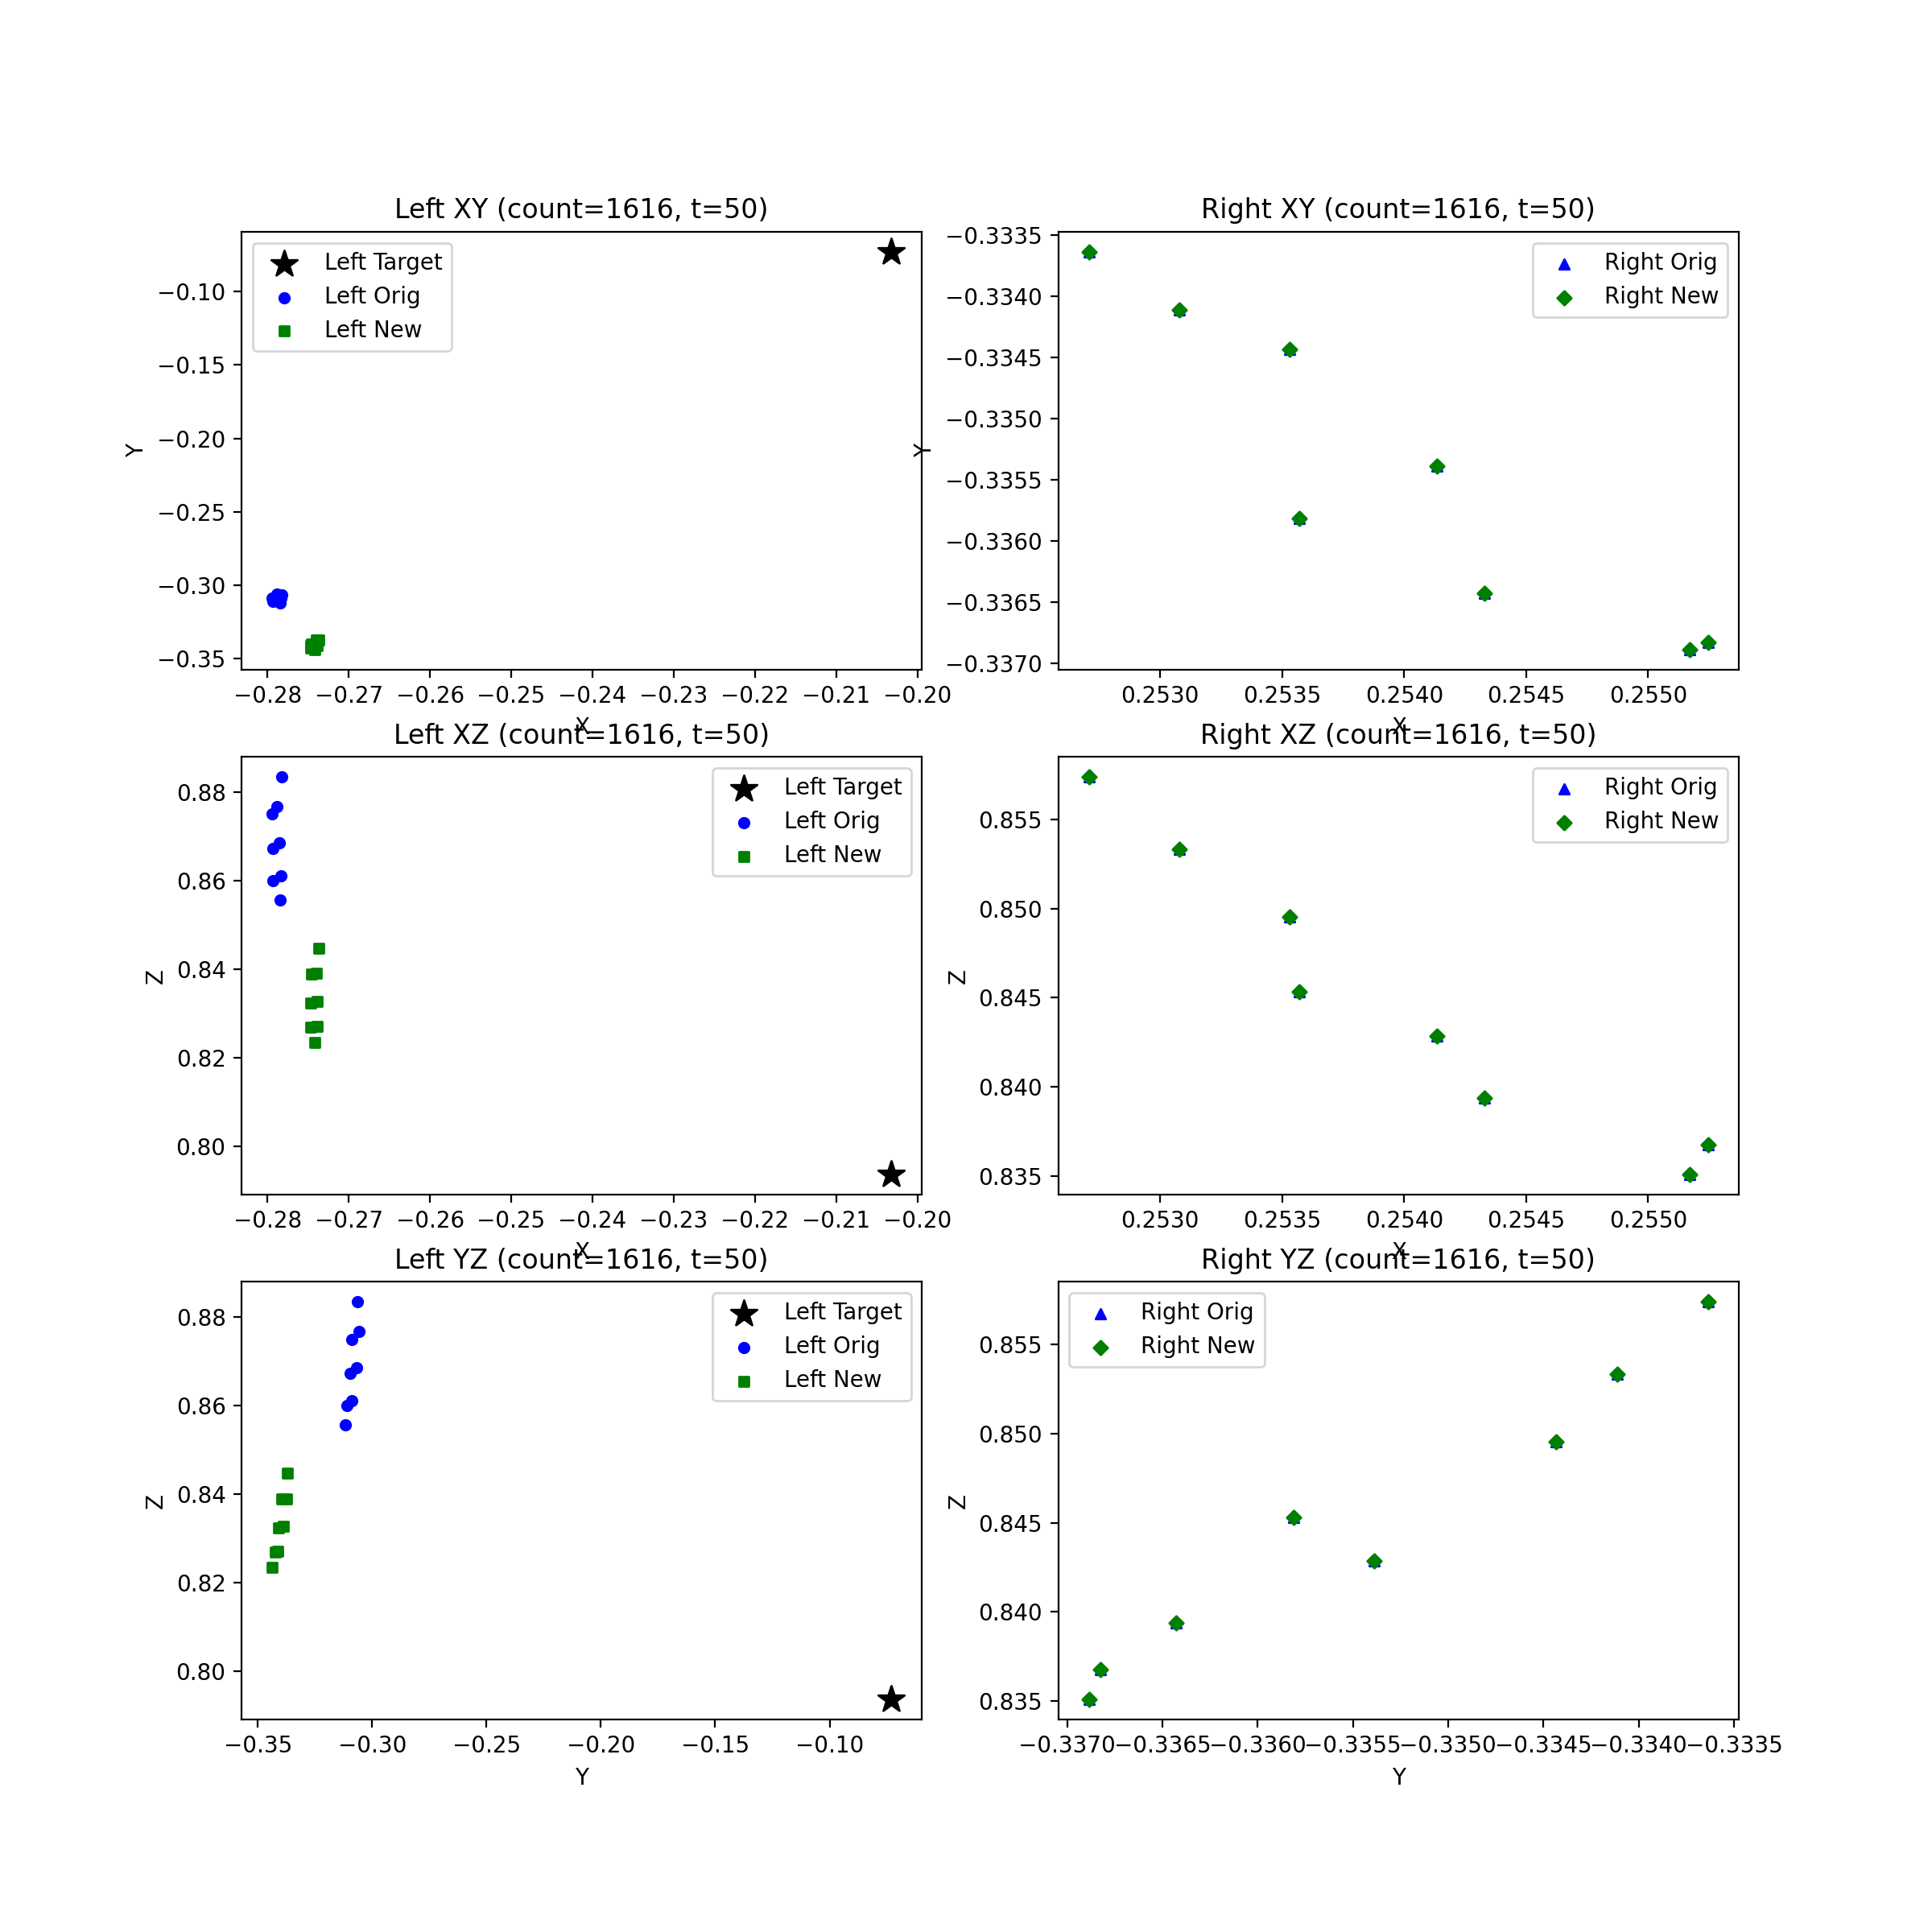 Left XY (count=1616, t=50)
Left Target
Left Orig
Left New
−0.10
−0.15
−0.20
−0.25
−0.30
−0.35
Y
−0.28 −0.27 −0.26 −0.25 −0.24 −0.23 −0.22 −0.21 −0.20
X
Right XY (count=1616, t=50)
Right Orig
Right New
−0.3335
−0.3340
−0.3345
−0.3350
−0.3355
−0.3360
−0.3365
−0.3370
Y
0.2530 0.2535 0.2540 0.2545 0.2550
X
Left XZ (count=1616, t=50)
Left Target
Left Orig
Left New
0.88
0.86
0.84
0.82
0.80
Z
−0.28 −0.27 −0.26 −0.25 −0.24 −0.23 −0.22 −0.21 −0.20
X
Right XZ (count=1616, t=50)
Right Orig
Right New
0.855
0.850
0.845
0.840
0.835
Z
0.2530 0.2535 0.2540 0.2545 0.2550
X
Left YZ (count=1616, t=50)
Left Target
Left Orig
Left New
0.88
0.86
0.84
0.82
0.80
Z
−0.35 −0.30 −0.25 −0.20 −0.15 −0.10
Y
Right YZ (count=1616, t=50)
Right Orig
Right New
0.855
0.850
0.845
0.840
0.835
Z
−0.3370 −0.3365 −0.3360 −0.3355 −0.3350 −0.3345 −0.3340 −0.3335
Y